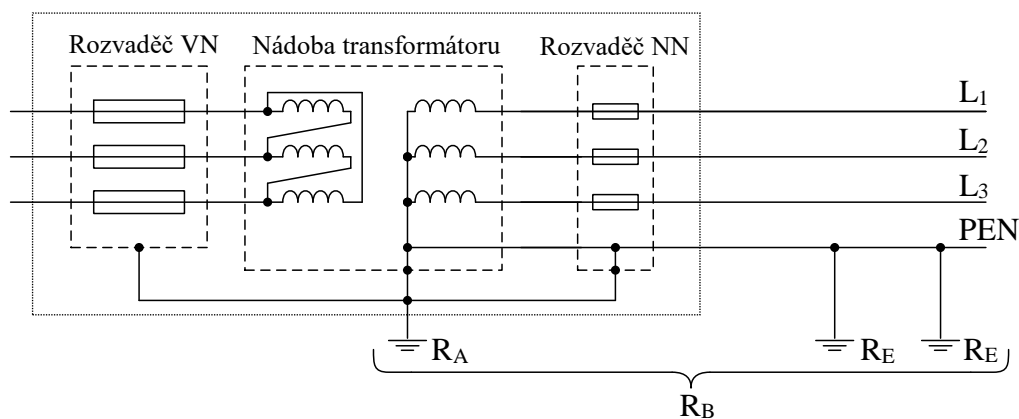 Rozvaděč VN
Nádoba transformátoru
Rozvaděč NN
L1
L2
L3
PEN
RA
RE
RE
RB